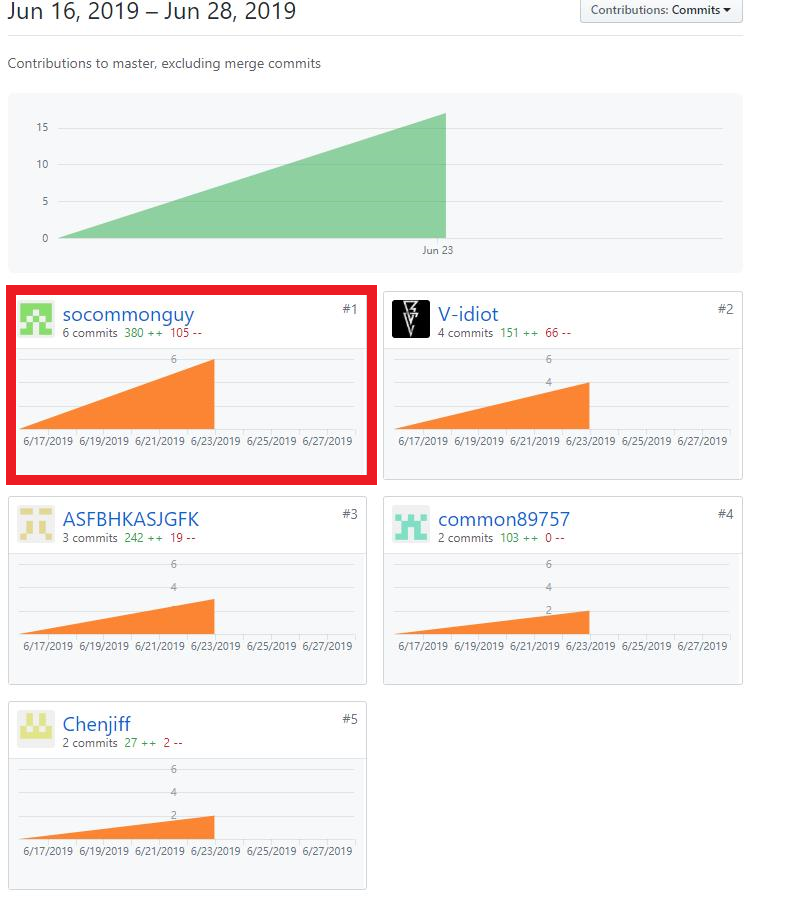 Jun 16, 2019 – Jun 28, 2019
Contributions: Commits
Contributions to master, excluding merge commits
15
10
5
0
Jun 23
socommonguy
#1
6 commits 380 ++ 105 --
6
6/17/2019 6/19/2019 6/21/2019 6/23/2019 6/25/2019 6/27/2019
V-idiot
#2
4 commits 151 ++ 66 --
6
4
6/17/2019 6/19/2019 6/21/2019 6/23/2019 6/25/2019 6/27/2019
ASFBHKASJGFK
#3
3 commits 242 ++ 19 --
6
4
6/17/2019 6/19/2019 6/21/2019 6/23/2019 6/25/2019 6/27/2019
common89757
#4
2 commits 103 ++ 0 --
6
4
2
6/17/2019 6/19/2019 6/21/2019 6/23/2019 6/25/2019 6/27/2019
Chenjiff
#5
2 commits 27 ++ 2 --
6
4
2
6/17/2019 6/19/2019 6/21/2019 6/23/2019 6/25/2019 6/27/2019